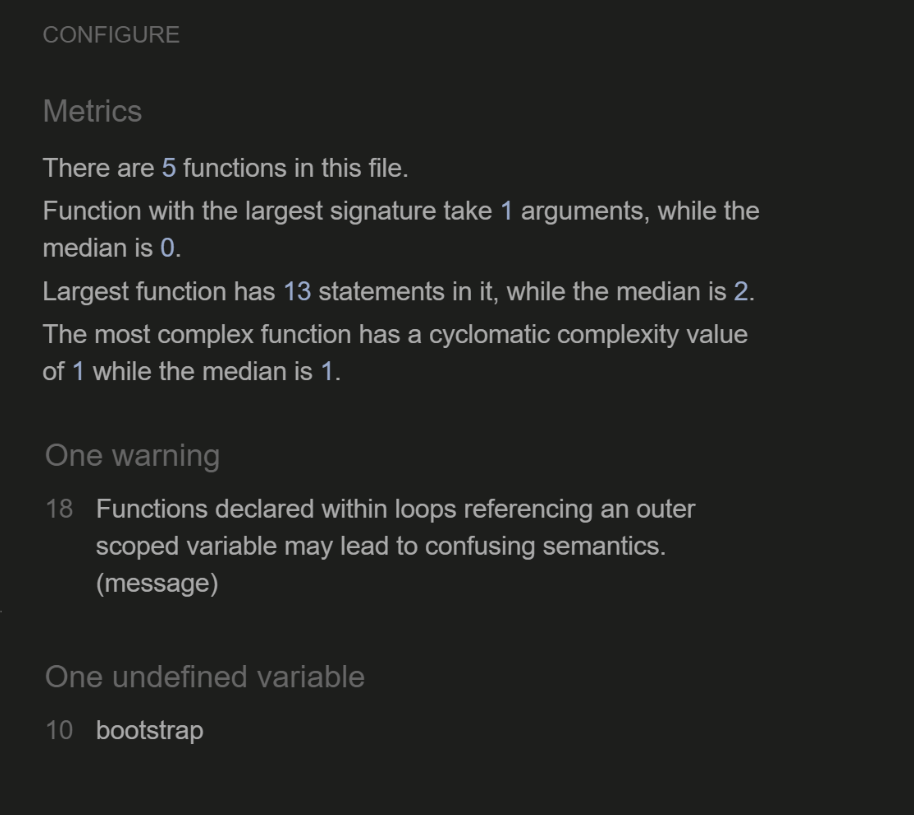 CONFIGURE
Metrics
There are 5 functions in this file.
Function with the largest signature take 1 arguments, while the
median is 0.
Largest function has 13 statements in it, while the median is 2.
The most complex function has a cyclomatic complexity value
of 1 while the median is 1.
One warning
18 Functions declared within loops referencing an outer
scoped variable may lead to confusing semantics.
(message)
One undefined variable
10 bootstrap